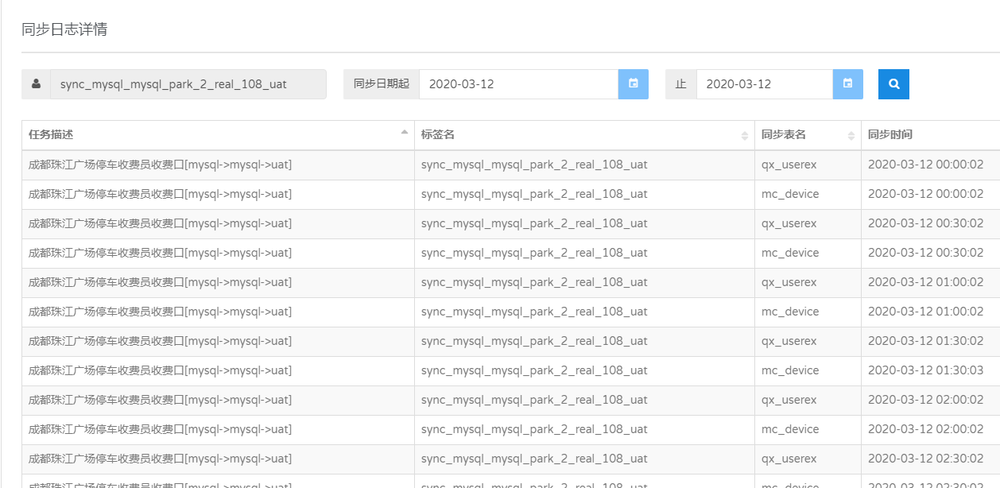 同步日志详情
sync_mysql_mysql_park_2_real_108_uat 同步日期起 2020-03-12 止 2020-03-12
任务描述 标签名 同步表名 同步时间
成都珠江广场停车收费员收费口[mysql->mysql->uat] sync_mysql_mysql_park_2_real_108_uat qx_userex 2020-03-12 00:00:02
成都珠江广场停车收费员收费口[mysql->mysql->uat] sync_mysql_mysql_park_2_real_108_uat mc_device 2020-03-12 00:00:02
成都珠江广场停车收费员收费口[mysql->mysql->uat] sync_mysql_mysql_park_2_real_108_uat qx_userex 2020-03-12 00:30:02
成都珠江广场停车收费员收费口[mysql->mysql->uat] sync_mysql_mysql_park_2_real_108_uat mc_device 2020-03-12 00:30:02
成都珠江广场停车收费员收费口[mysql->mysql->uat] sync_mysql_mysql_park_2_real_108_uat qx_userex 2020-03-12 01:00:02
成都珠江广场停车收费员收费口[mysql->mysql->uat] sync_mysql_mysql_park_2_real_108_uat mc_device 2020-03-12 01:00:02
成都珠江广场停车收费员收费口[mysql->mysql->uat] sync_mysql_mysql_park_2_real_108_uat qx_userex 2020-03-12 01:30:02
成都珠江广场停车收费员收费口[mysql->mysql->uat] sync_mysql_mysql_park_2_real_108_uat mc_device 2020-03-12 01:30:03
成都珠江广场停车收费员收费口[mysql->mysql->uat] sync_mysql_mysql_park_2_real_108_uat qx_userex 2020-03-12 02:00:02
成都珠江广场停车收费员收费口[mysql->mysql->uat] sync_mysql_mysql_park_2_real_108_uat mc_device 2020-03-12 02:00:02
成都珠江广场停车收费员收费口[mysql->mysql->uat] sync_mysql_mysql_park_2_real_108_uat qx_userex 2020-03-12 02:30:02